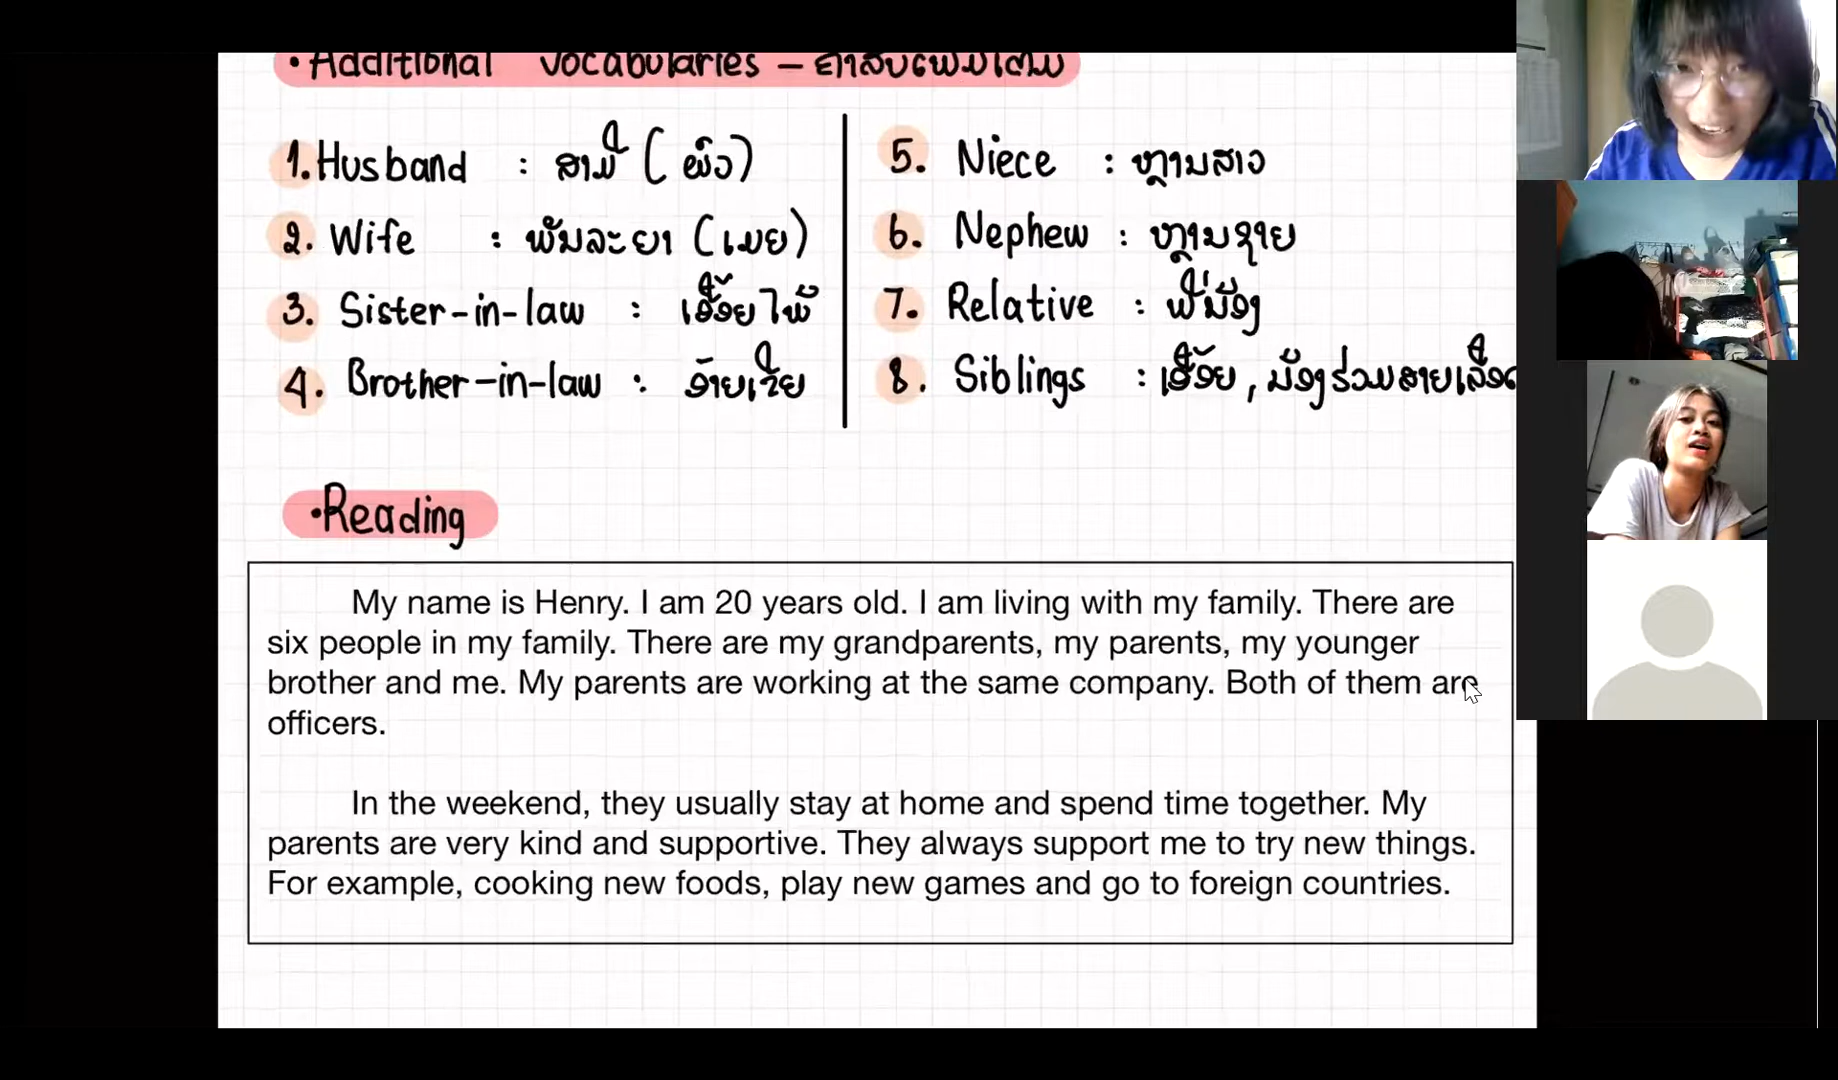 • Additional Vocabularies – ຄໍາສັບເພີ່ມເຕີມ
1. Husband : ສາມີ (ຜົວ)
2. Wife : ພັນລະຍາ (ເມຍ)
3. Sister-in-law : ເອື້ອຍໄພ້
4. Brother-in-law : ອ້າຍເຂີຍ
5. Niece : ຫຼານສາວ
6. Nephew : ຫຼານຊາຍ
7. Relative : ພີ່ນ້ອງ
8. Siblings : ເອື້ອຍ, ນ້ອງຮ່ວມສາຍເລືອດ
• Reading
My name is Henry. I am 20 years old. I am living with my family. There are
six people in my family. There are my grandparents, my parents, my younger
brother and me. My parents are working at the same company. Both of them are
officers.
In the weekend, they usually stay at home and spend time together. My
parents are very kind and supportive. They always support me to try new things.
For example, cooking new foods, play new games and go to foreign countries.